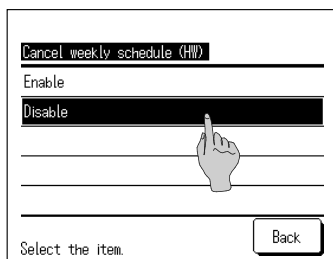 Cancel weekly schedule (HW)
Enable
Disable
Select the item.
Back